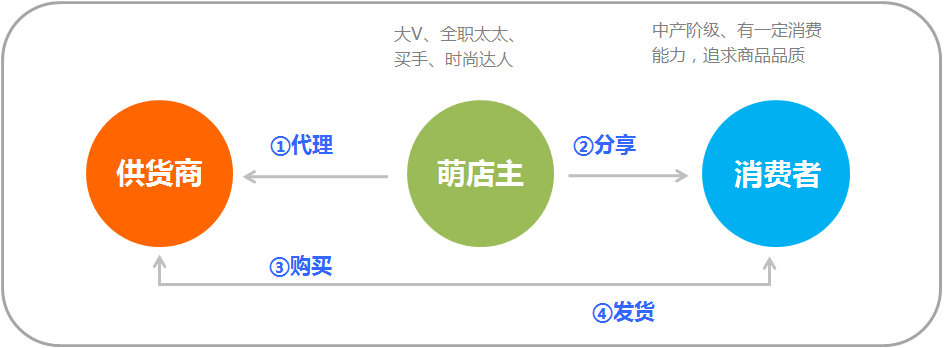 大V、全职太太、
买手、时尚达人
中产阶级、有一定消费
能力，追求商品品质
①代理
②分享
供货商
萌店主
消费者
③购买
④发货